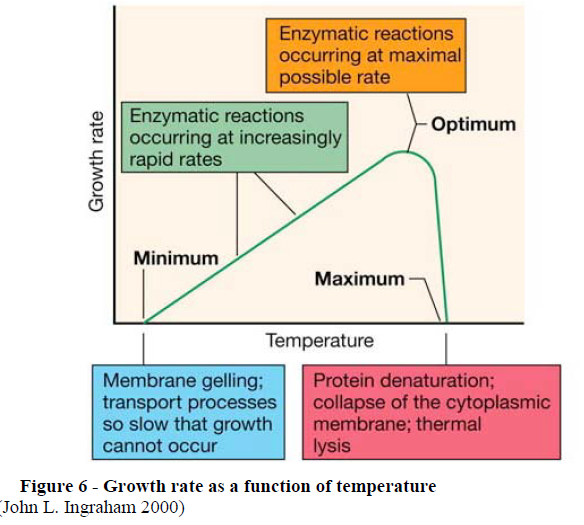 Enzymatic reactions
occurring at maximal
possible rate
Enzymatic reactions
occurring at increasingly
rapid rates
Optimum
Growth rate
Minimum
Maximum
Temperature
Membrane gelling;
transport processes
so slow that growth
cannot occur
Protein denaturation;
collapse of the cytoplasmic
membrane; thermal
lysis
Figure 6 - Growth rate as a function of temperature
(John L. Ingraham 2000)